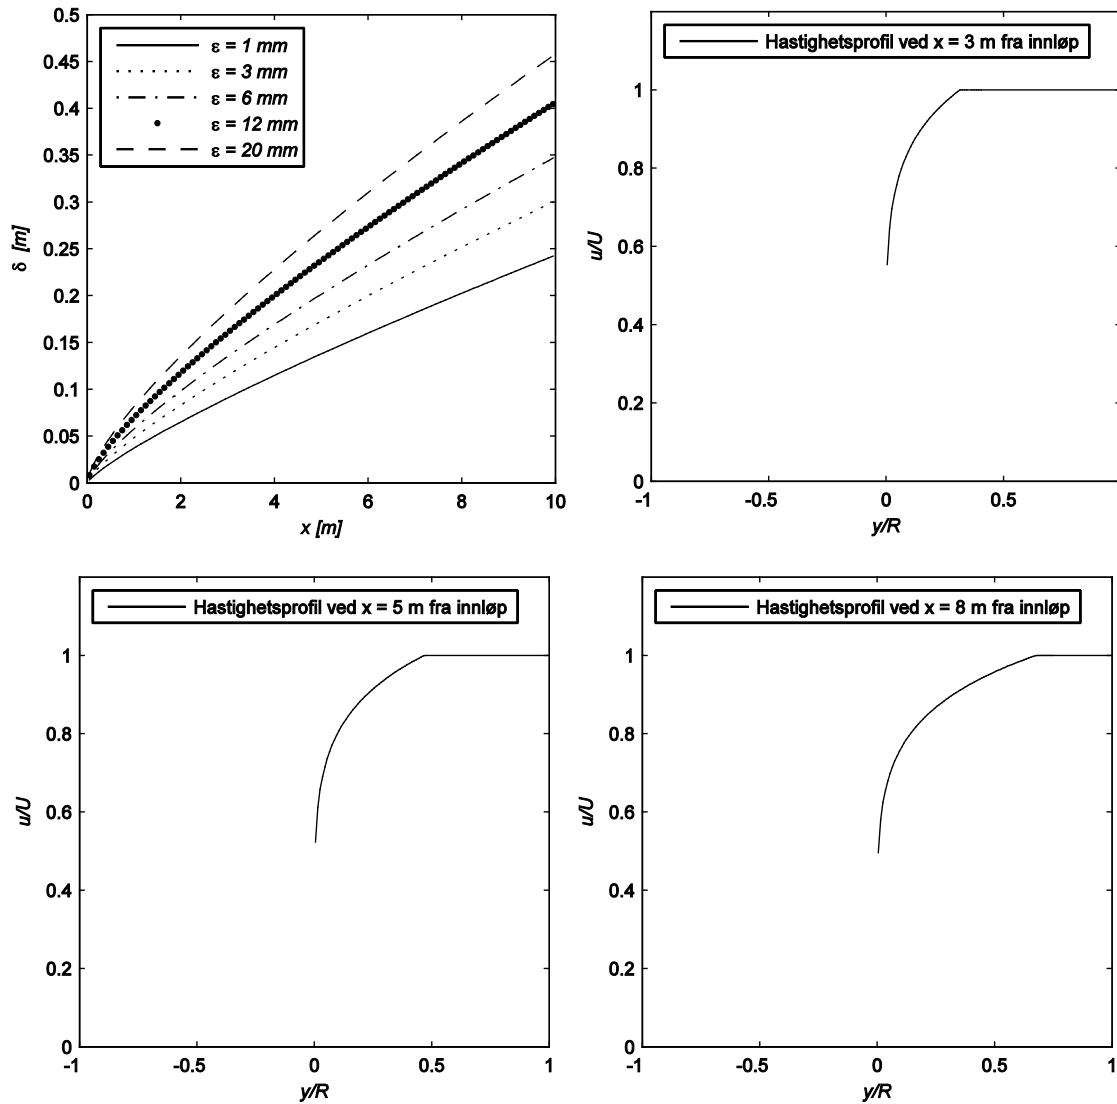 0.5
0.45
0.4
0.35
0.3
0.25
0.2
0.15
0.1
0.05
0
δ [m]
ε = 1 mm
ε = 3 mm
ε = 6 mm
ε = 12 mm
ε = 20 mm
0 2 4 6 8 10
x [m]
Hastighetsprofil ved x = 3 m fra innløp
1
0.8
0.6
0.4
0.2
0
u/U
-1 -0.5 0 0.5
y/R
Hastighetsprofil ved x = 5 m fra innløp
1
0.8
0.6
0.4
0.2
0
u/U
-1 -0.5 0 0.5 1
y/R
Hastighetsprofil ved x = 8 m fra innløp
1
0.8
0.6
0.4
0.2
0
u/U
-1 -0.5 0 0.5 1
y/R